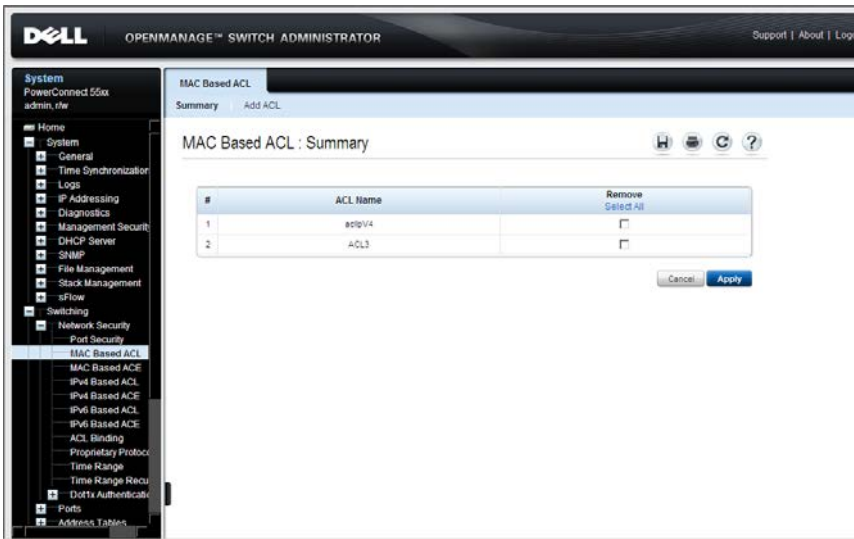 DELL
OPENMANAGE™ SWITCH ADMINISTRATOR
Support | About | Log
System
PowerConnect 55xx
admin, r/w
Home
System
General
Time Synchronization
Logs
IP Addressing
Diagnostics
Management Securit
DHCP Server
SNMP
File Management
Stack Management
sFlow
Switching
Network Security
Port Security
MAC Based ACL
MAC Based ACE
IPv4 Based ACL
IPv4 Based ACE
IPv6 Based ACL
IPv6 Based ACE
ACL Binding
Proprietary Protoco
Time Range
Time Range Recu
Dot1x Authenticatio
Ports
Address Tables
MAC Based ACL
Summary Add ACL
MAC Based ACL : Summary
# ACL Name Remove
Select All
1 aclipV4
2 ACL3
Cancel Apply